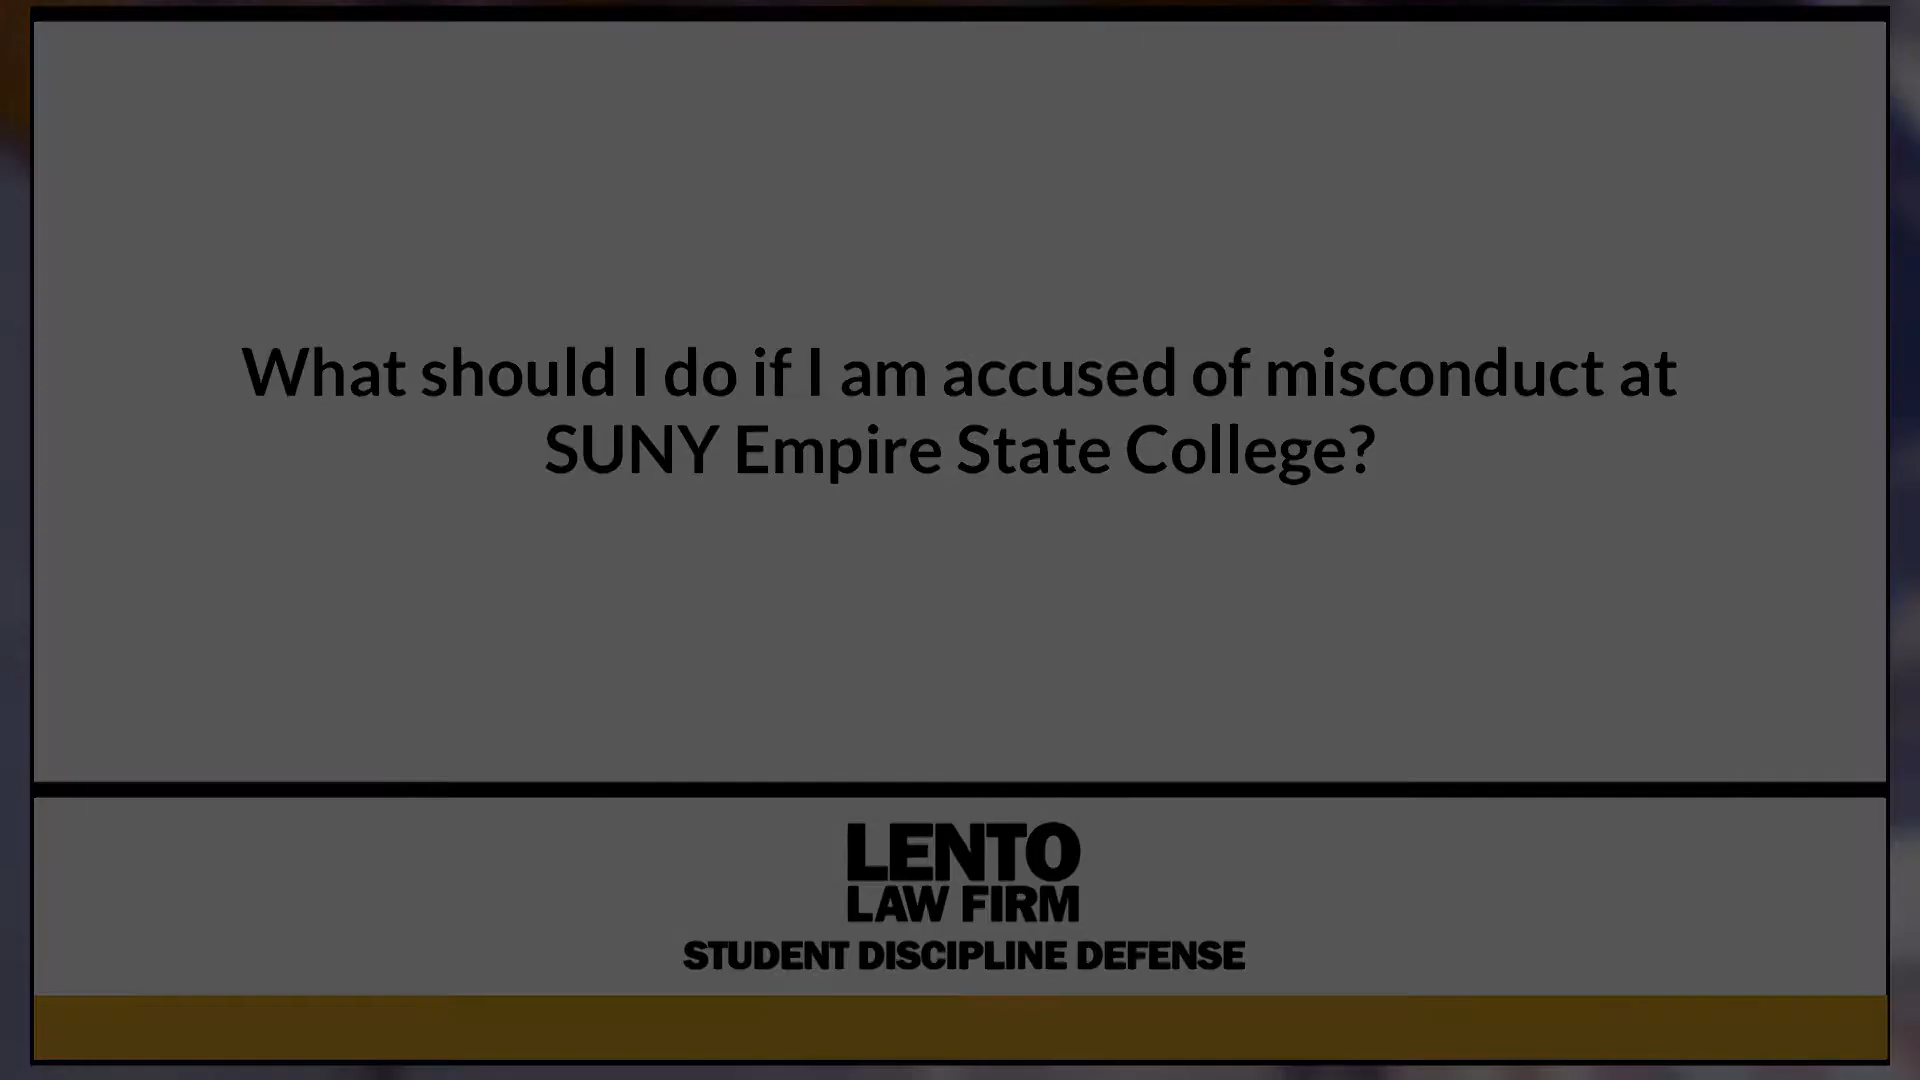 What should I do if I am accused of misconduct at
SUNY Empire State College?
LENTO
LAW FIRM
STUDENT DISCIPLINE DEFENSE